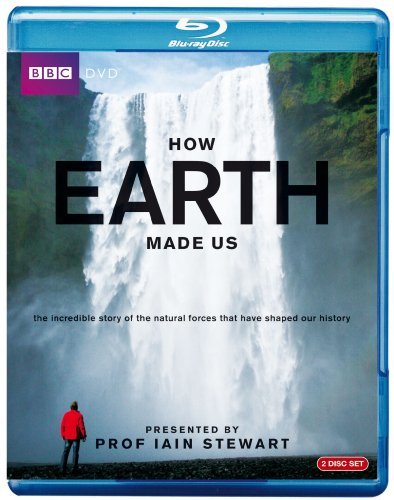 Blu-ray Disc
BBC DVD
HOW
EARTH
MADE US
the incredible story of the natural forces that have shaped our history
PRESENTED BY
PROF IAIN STEWART
2 DISC SET